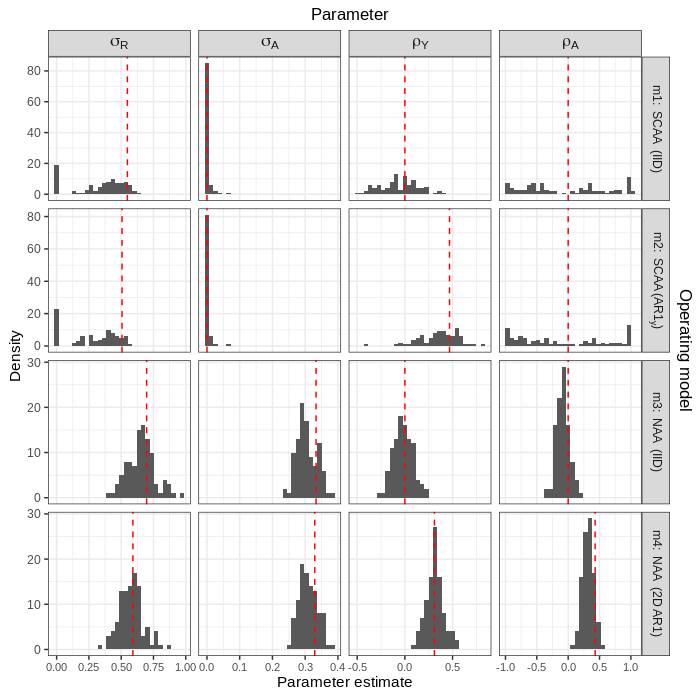 Parameter
σR σA ρY ρA
80
60
40
20
0
m1: SCAA (IID)
80
60
40
20
0
m2: SCAA (AR1y)
30
20
10
0
m3: NAA (IID)
30
20
10
0
m4: NAA (2D AR1)
0.00 0.25 0.50 0.75 1.00 0.0 0.1 0.2 0.3 0.4 -0.5 0.0 0.5 -1.0 -0.5 0.0 0.5 1.0
Parameter estimate
Density
Operating model